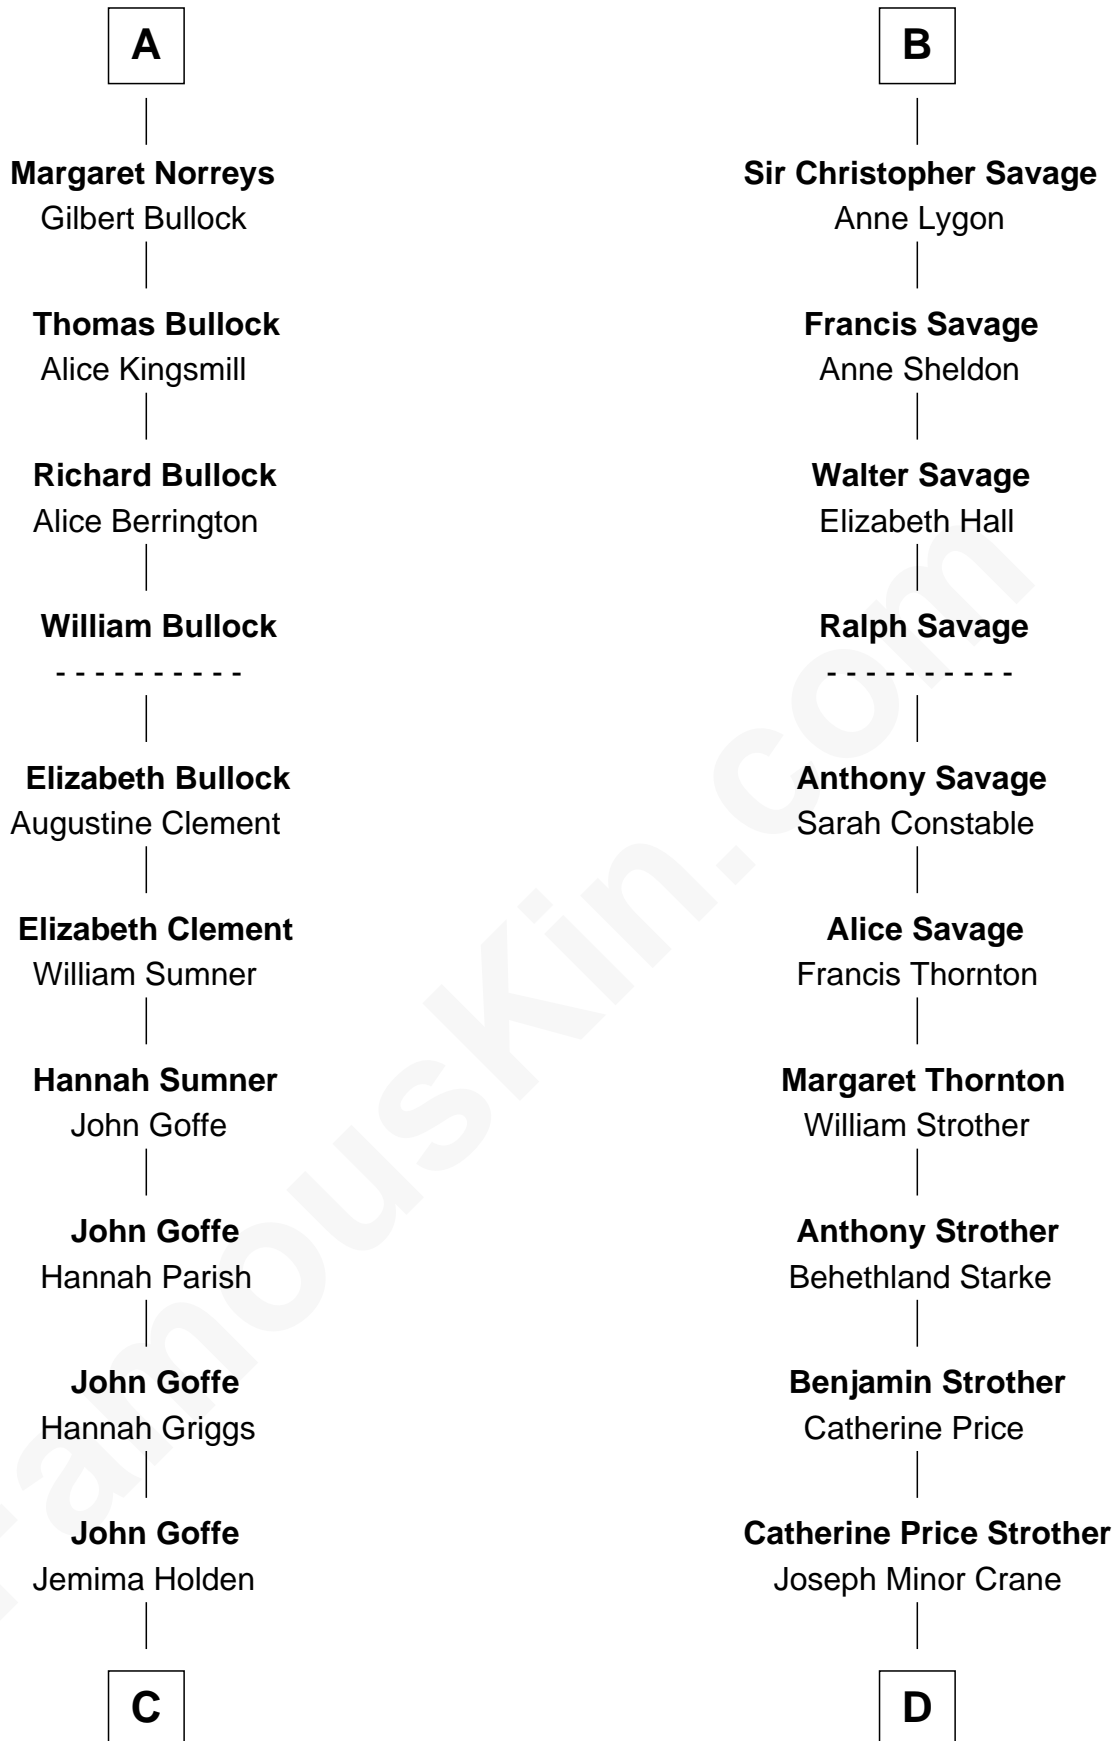 A
Margaret Norreys
Gilbert Bullock
Thomas Bullock
Alice Kingsmill
Richard Bullock
Alice Berrington
William Bullock
- - - - - - - - - -
Elizabeth Bullock
Augustine Clement
Elizabeth Clement
William Sumner
Hannah Sumner
John Goffe
John Goffe
Hannah Parish
John Goffe
Hannah Griggs
John Goffe
Jemima Holden
C
B
Sir Christopher Savage
Anne Lygon
Francis Savage
Anne Sheldon
Walter Savage
Elizabeth Hall
Ralph Savage
- - - - - - - - - -
Anthony Savage
Sarah Constable
Alice Savage
Francis Thornton
Margaret Thornton
William Strother
Anthony Strother
Behethland Starke
Benjamin Strother
Catherine Price
Catherine Price Strother
Joseph Minor Crane
D
FamousKin.com